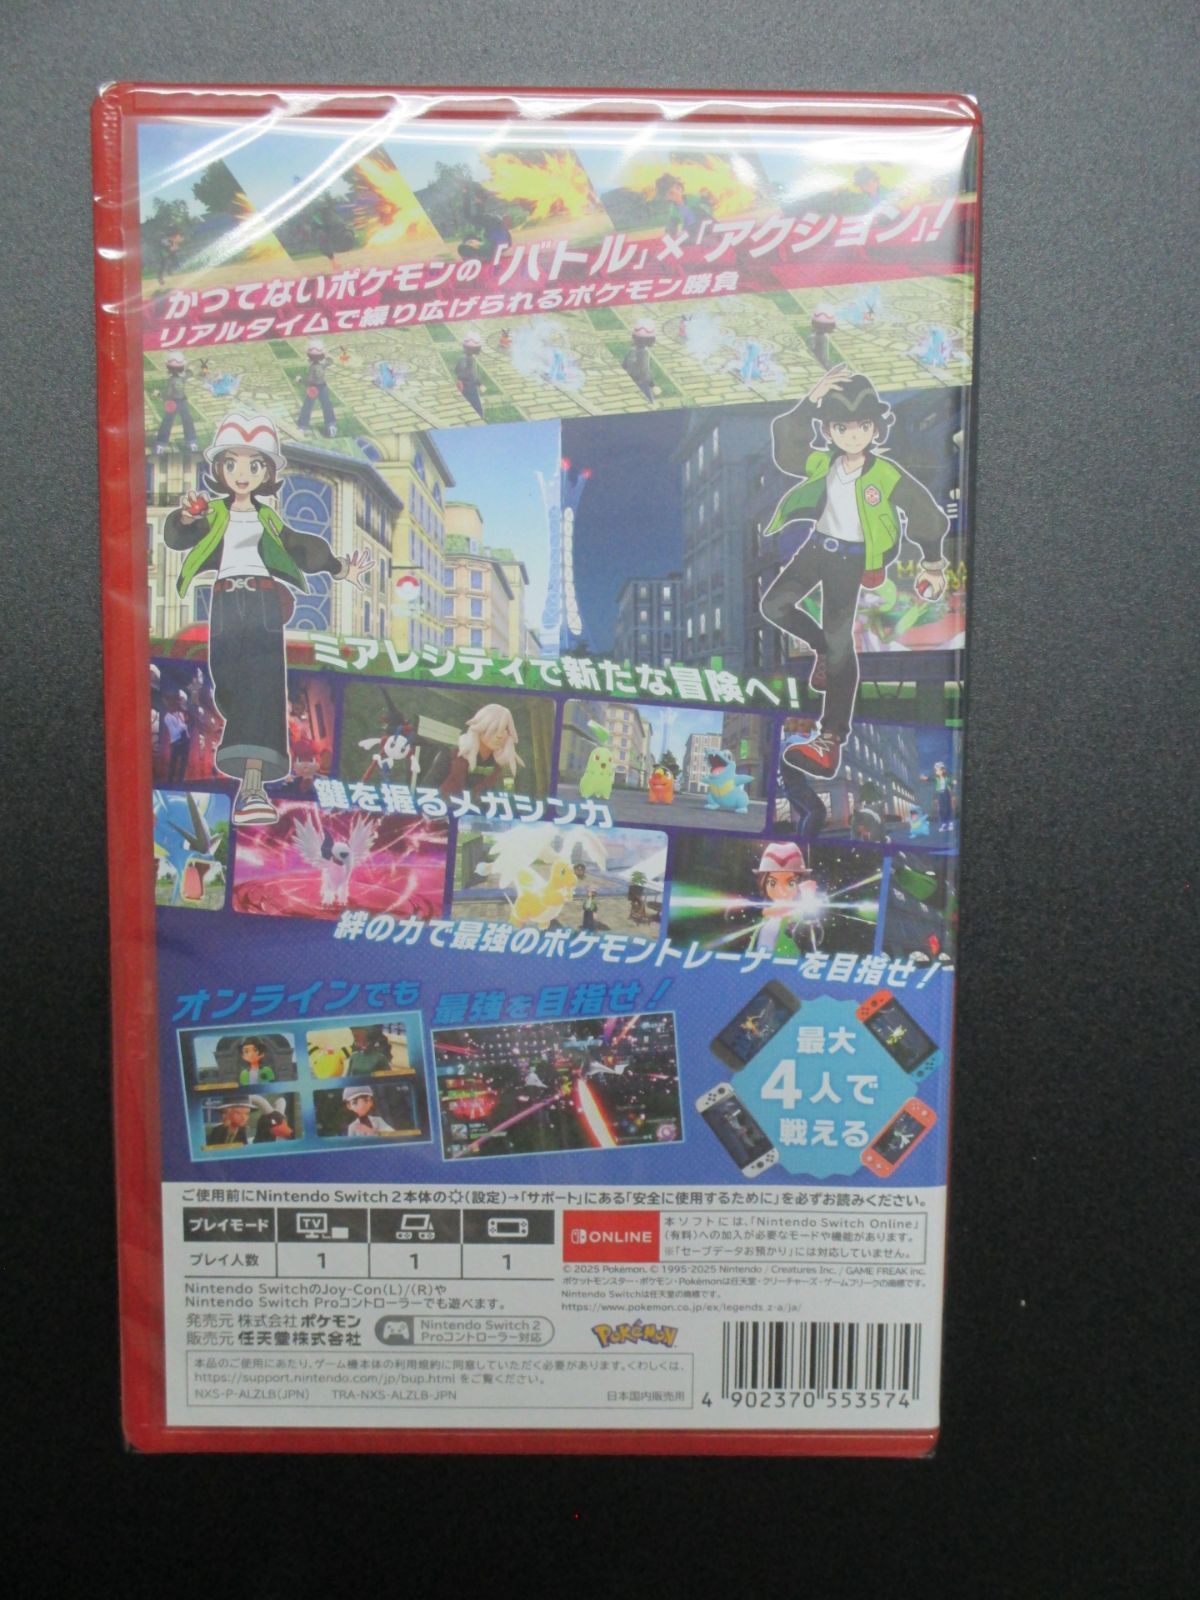 かつてないポケモンの「バトル」×「アクション」!
リアルタイムで繰り広げられるポケモン勝負
ミアレシティで新たな冒険へ!
鍵を握るメガシンカ
絆の力で最強のポケモントレーナーを目指せ!
オンラインでも 最強を目指せ!
最大
4人で
戦える
ご使用前にNintendo Switch 2本体の(設定)→「サポート」にある「安全に使用するために」を必ずお読みください。
プレイモード TV
プレイ人数 1 1 1
ONLINE
本ソフトには、「Nintendo Switch Online」
(有料)への加入が必要なモードや機能があります。
※「セーブデータお預かり」には対応していません。
© 2025 Pokémon. © 1995-2025 Nintendo / Creatures Inc. / GAME FREAK inc.
ポケットモンスター・ポケモン・Pokémonは任天堂・クリーチャーズ・ゲームフリークの商標です。
Nintendo Switchは任天堂の商標です。
https://www.pokemon.co.jp/ex/legends_z-a/ja/
Nintendo SwitchのJoy-Con(L)/(R)や
Nintendo Switch Proコントローラーでも遊べます。
発売元 株式会社ポケモン
販売元 任天堂株式会社
Nintendo Switch 2
Proコントローラー対応
POKéMON
本品のご使用にあたり、ゲーム機本体の利用規約に同意していただく必要があります。くわしくは、
https://support.nintendo.com/jp/bup.html をご覧ください。
NXS-P-ALZLB(JPN) TRA-NXS-ALZLB-JPN 日本国内販売用
4 902370 553574